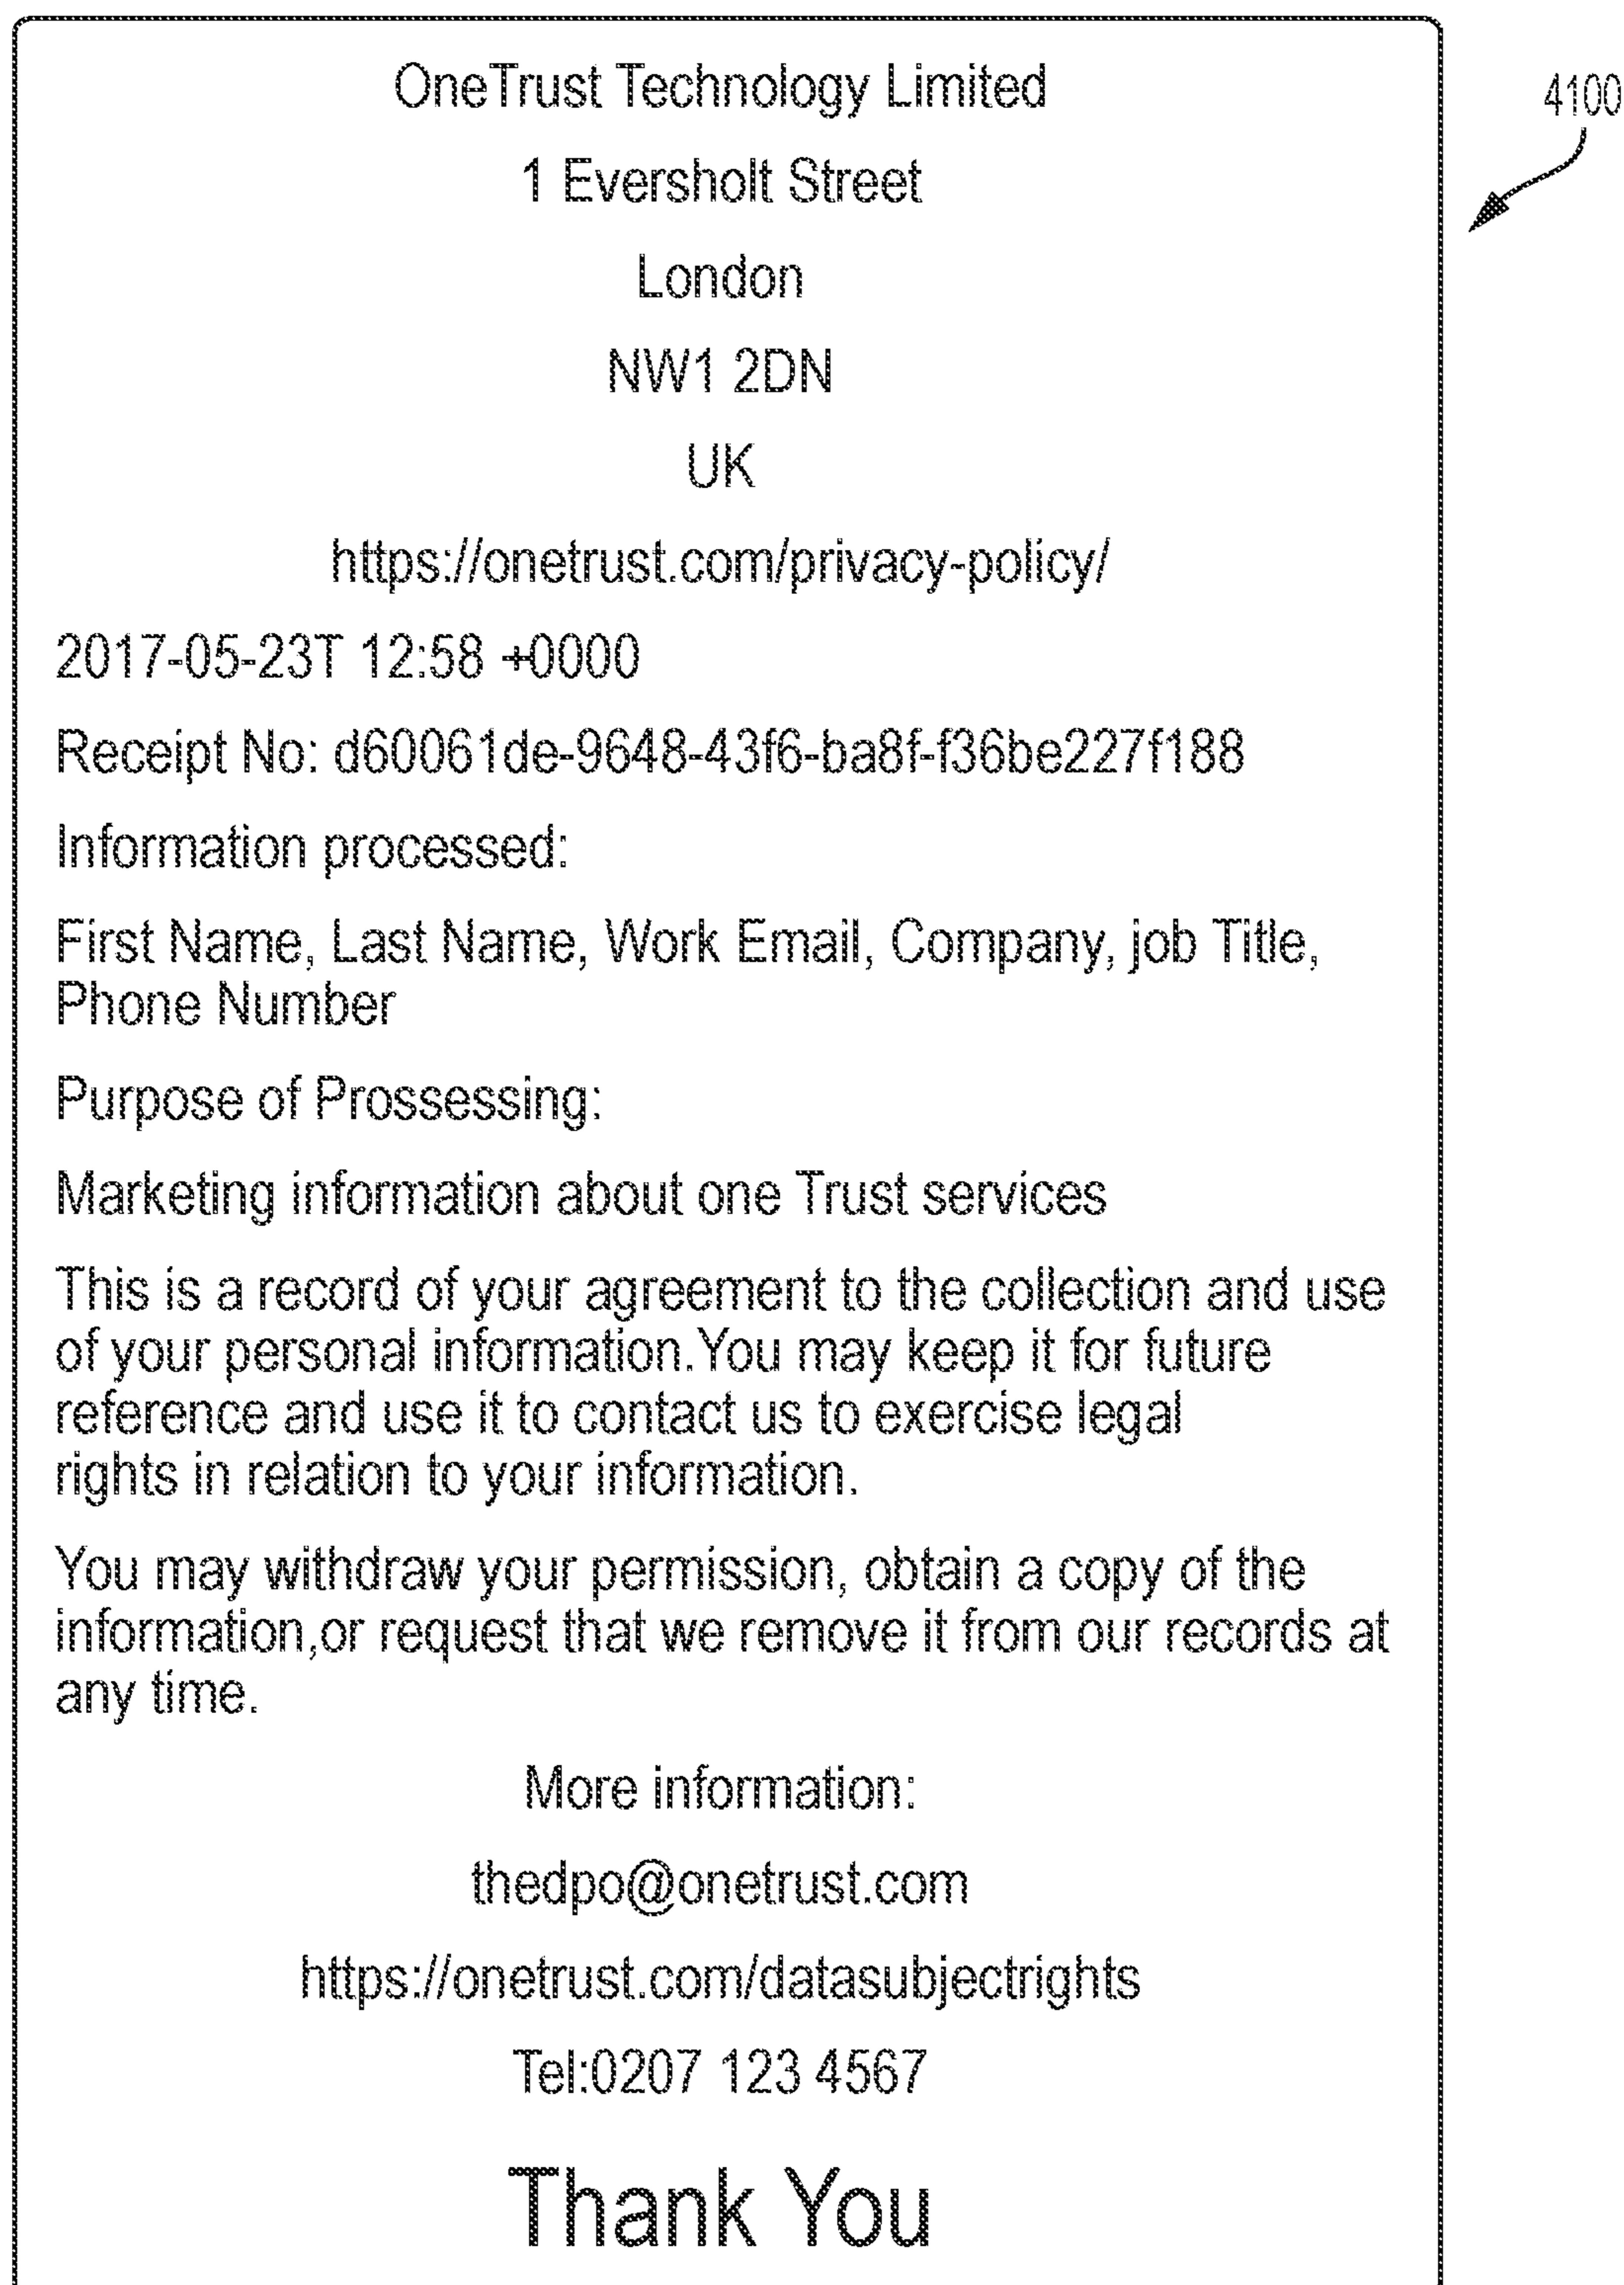 OneTrust Technology Limited
4100
1 Eversholt Street
London
NW1 2DN
UK
https://onetrust.com/privacy-policy/
2017-05-23T 12:58 +0000
Receipt No: d60061de-9648-43f6-ba8f-f36be227f188
Information processed:
First Name, Last Name, Work Email, Company, job Title,
Phone Number
Purpose of Prossessing:
Marketing information about one Trust services
This is a record of your agreement to the collection and use
of your personal information.You may keep it for future
reference and use it to contact us to exercise legal
rights in relation to your information.
You may withdraw your permission, obtain a copy of the
information,or request that we remove it from our records at
any time.
More information:
thedpo@onetrust.com
https://onetrust.com/datasubjectrights
Tel:0207 123 4567
Thank You